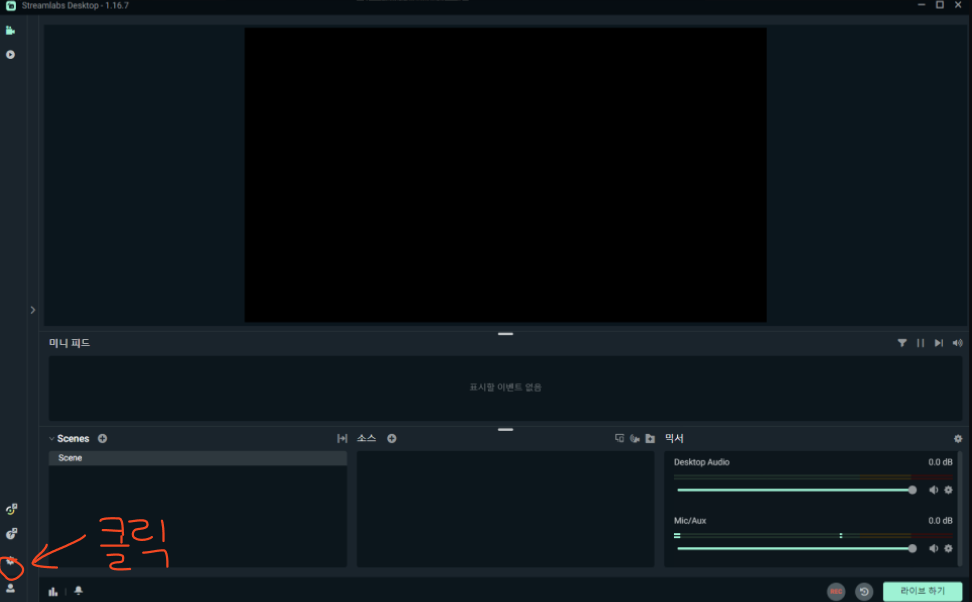 Streamlabs Desktop - 1.16.7
미니 피드
표시할 이벤트 없음
Scenes
소스
믹서
Scene
Desktop Audio 0.0 dB
Mic/Aux 0.0 dB
클릭
REC
라이브 하기